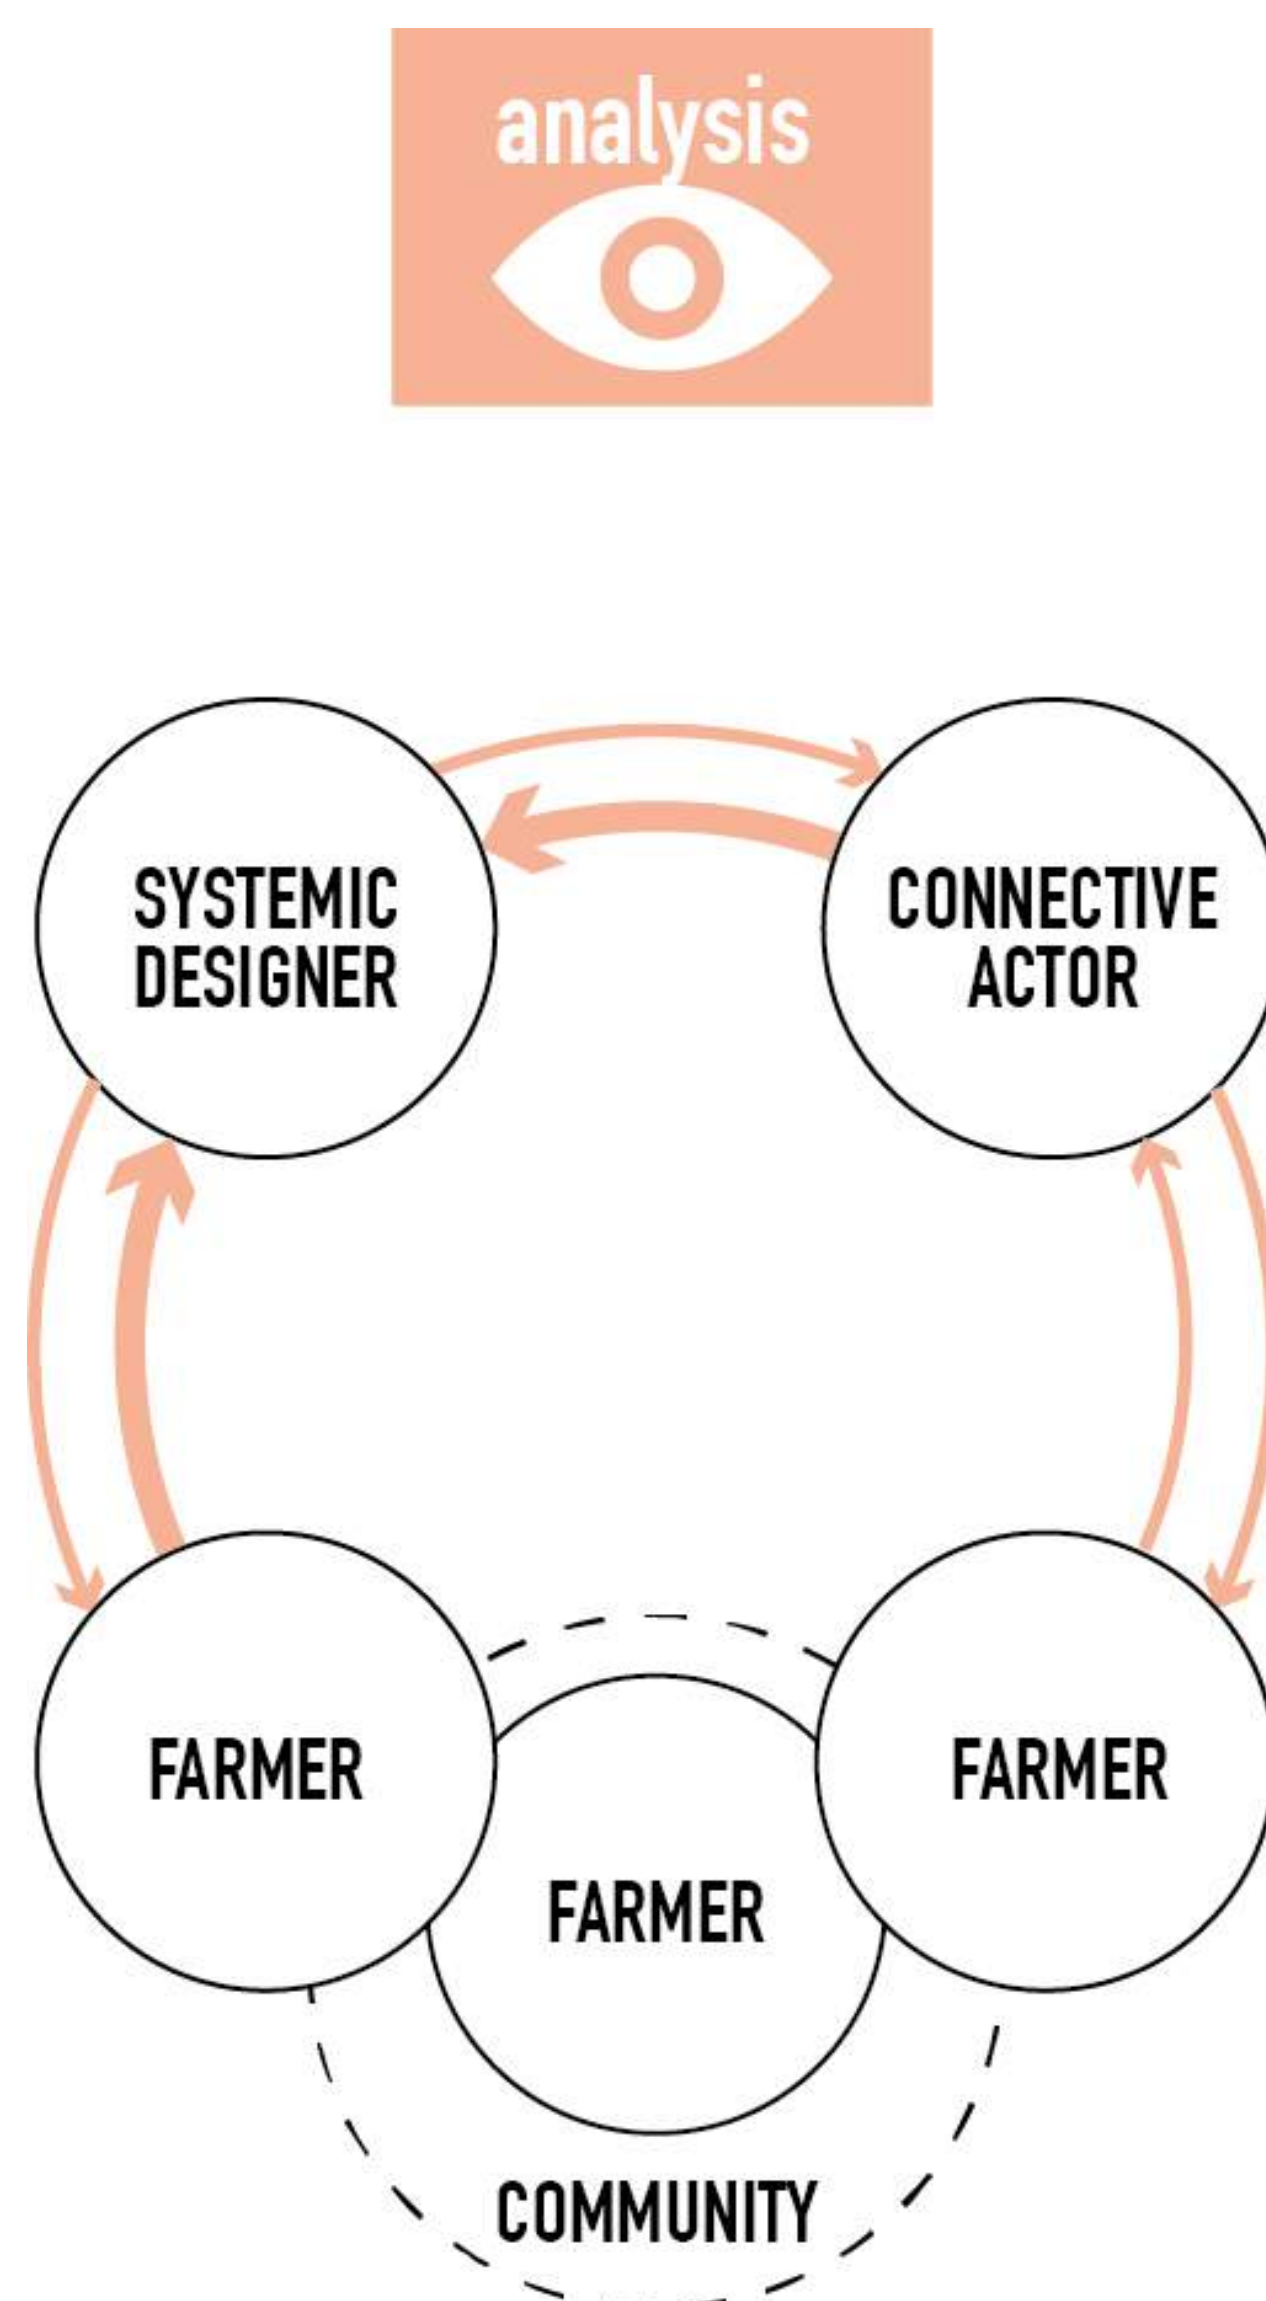 analysis
SYSTEMIC
DESIGNER
CONNECTIVE
ACTOR
FARMER
FARMER
FARMER
COMMUNITY